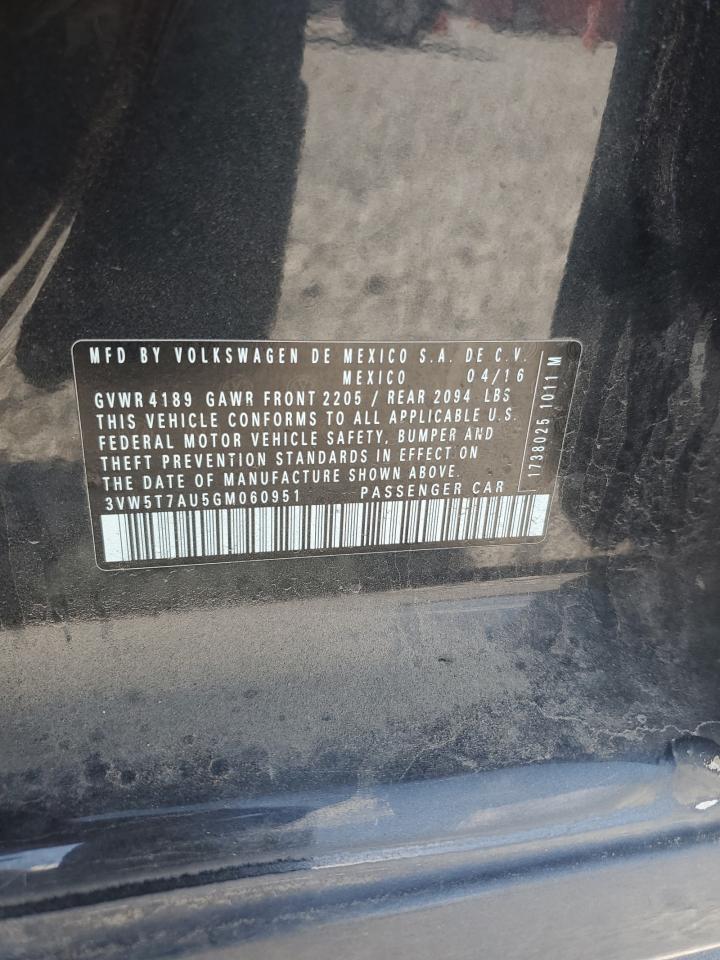 MFD BY VOLKSWAGEN DE MEXICO S.A. DE C.V.
MEXICO 04/16
GVWR 4189 GAWR FRONT 2205 / REAR 2094 LBS
THIS VEHICLE CONFORMS TO ALL APPLICABLE U.S.
FEDERAL MOTOR VEHICLE SAFETY, BUMPER AND
THEFT PREVENTION STANDARDS IN EFFECT ON
THE DATE OF MANUFACTURE SHOWN ABOVE.
3VW5T7AU5GM060951 PASSENGER CAR
1738025 1011 M